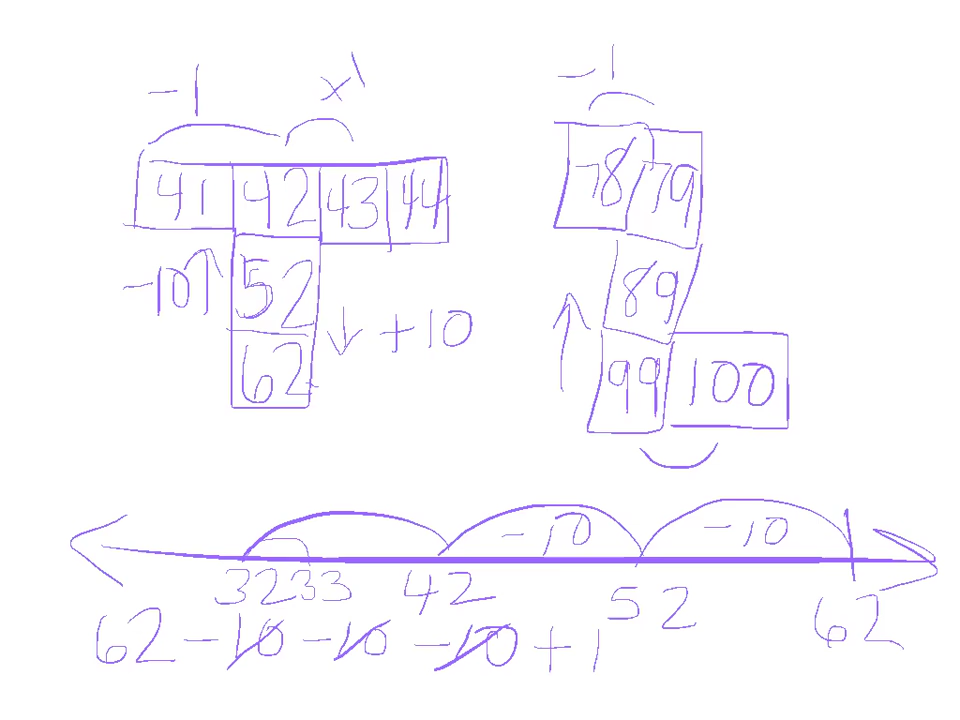 -1 x1 -1
41 42 43 44 78 79
-10 52 89
+10
62 99 100
-10 -10
32 33 42 52 62
62 -10 -10 -10 +1